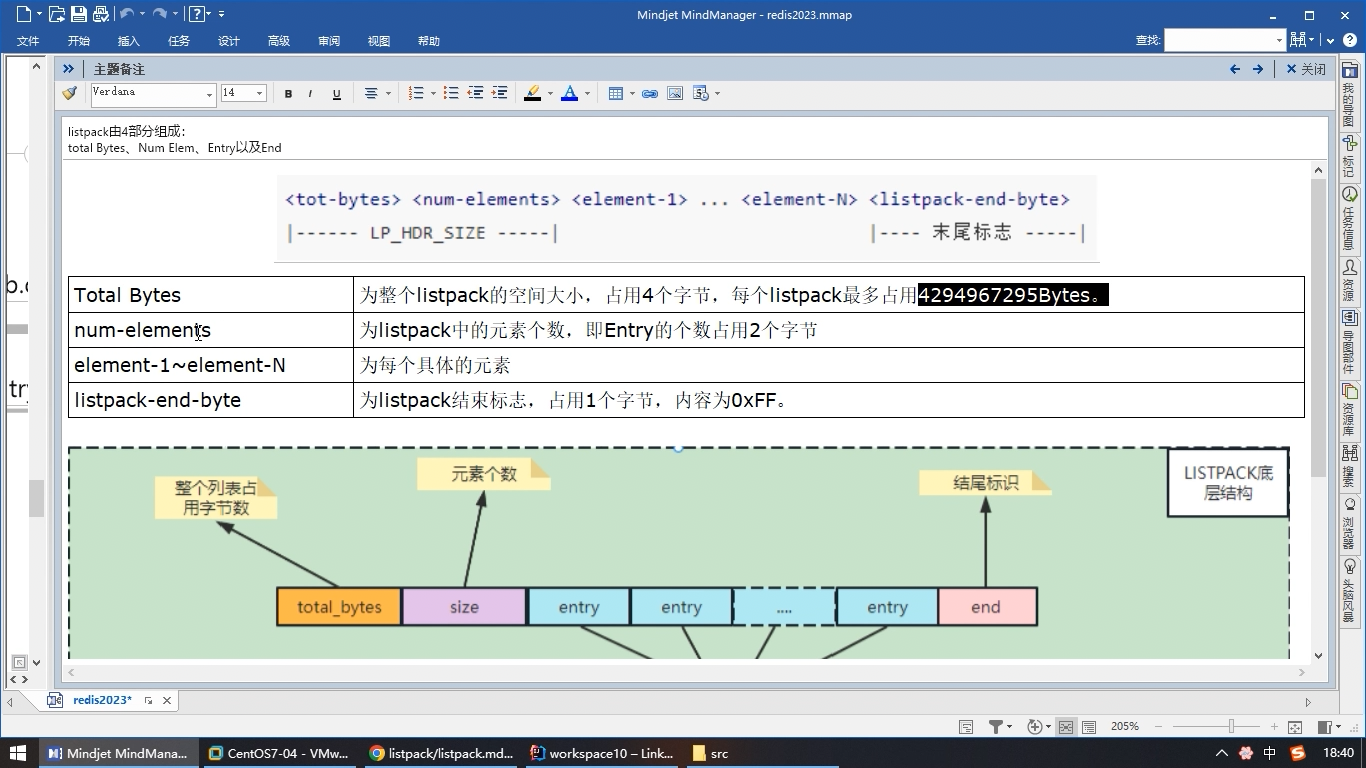 Mindjet MindManager - redis2023.mmap
文件 开始 插入 任务 设计 高级 审阅 视图 帮助 查找:
主题备注 关闭
Verdana 14 B I U
listpack由4部分组成:
total Bytes、Num Elem、Entry以及End
<tot-bytes> <num-elements> <element-1> ... <element-N> <listpack-end-byte>
|------ LP_HDR_SIZE -----| |---- 末尾标志 -----|
Total Bytes 为整个listpack的空间大小，占用4个字节，每个listpack最多占用4294967295Bytes。
num-elements 为listpack中的元素个数，即Entry的个数占用2个字节
element-1~element-N 为每个具体的元素
listpack-end-byte 为listpack结束标志，占用1个字节，内容为0xFF。
整个列表占
用字节数
元素个数
结尾标识
LISTPACK底
层结构
total_bytes size entry entry .... entry end
我的导图
标记
任务信息
资源
导图部件
资源库
搜索
浏览器
头脑风暴
redis2023*
205%
Mindjet MindMana... CentOS7-04 - VMw... listpack/listpack.md... workspace10 – Link... src 中 18:40